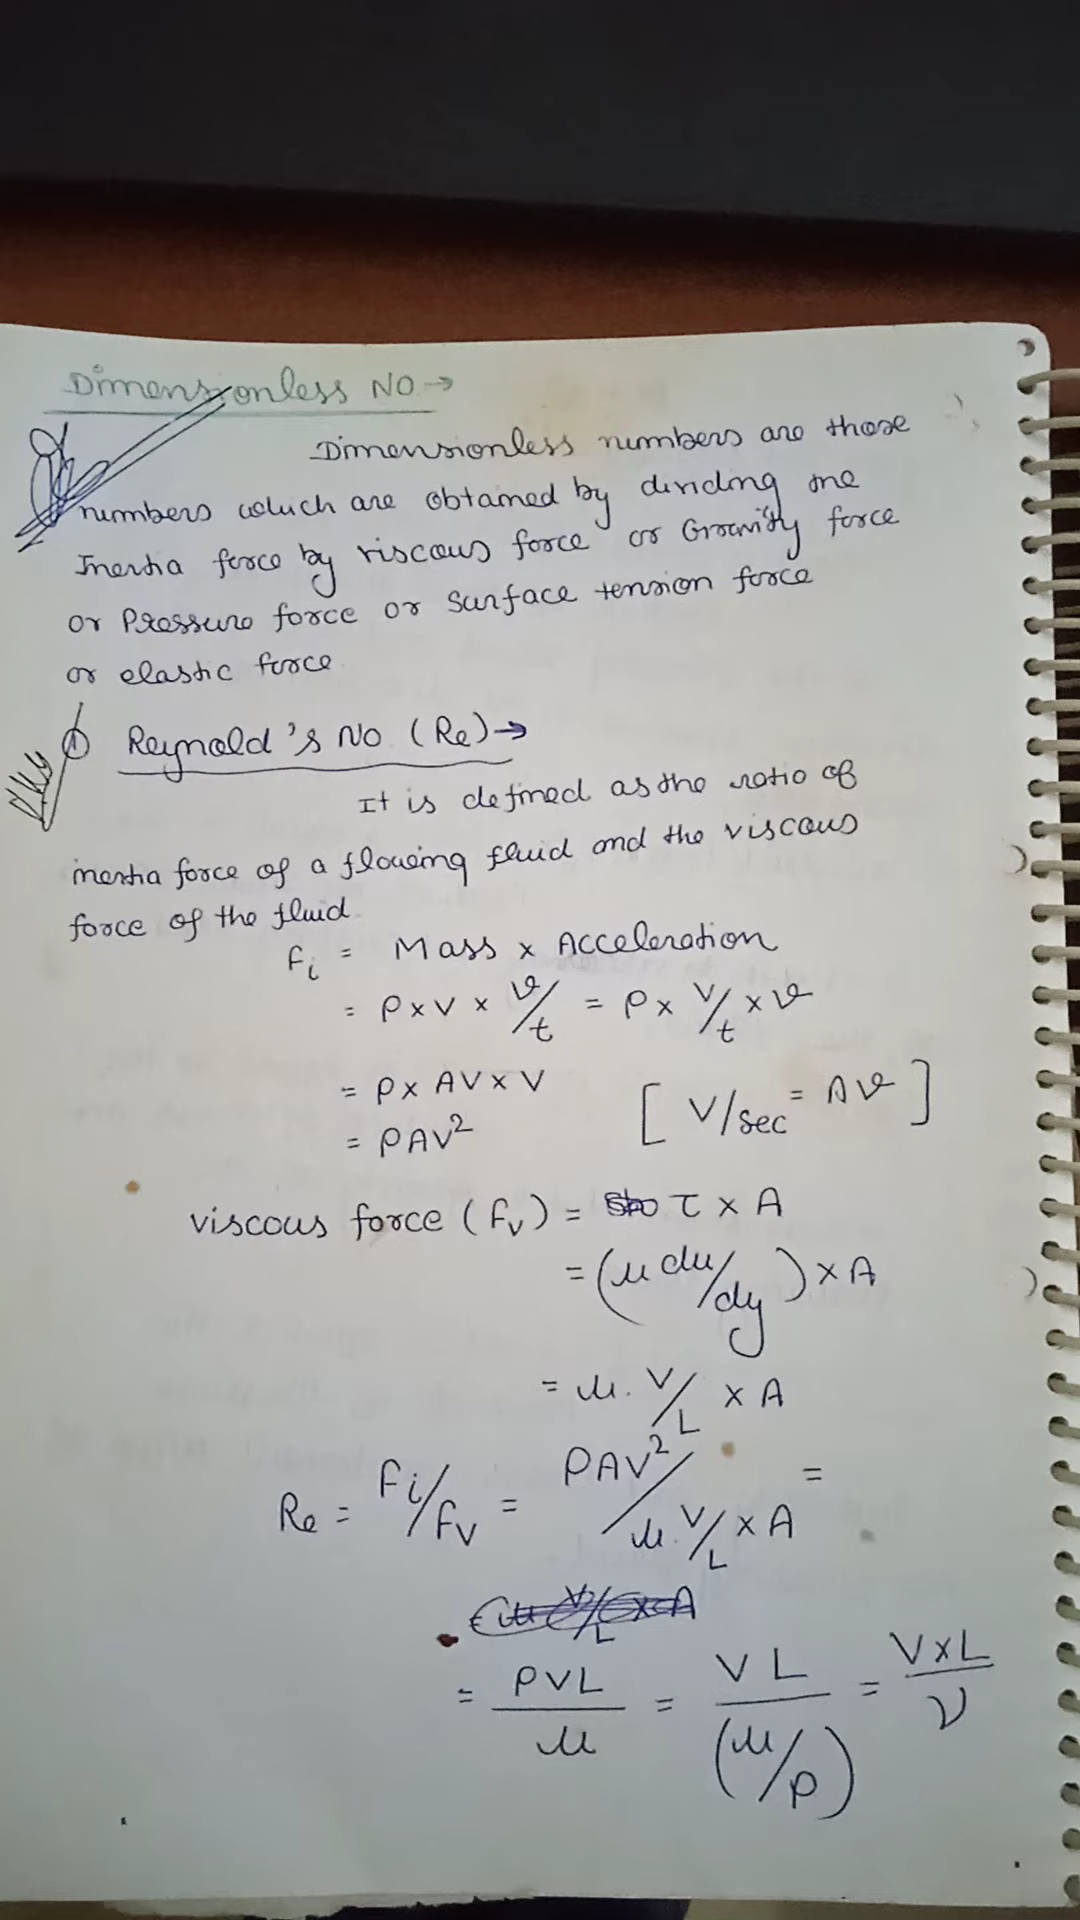 Dimensionless NO →
Dimensionless numbers are those
numbers which are obtained by dividing the
Inertia force by viscous force or Gravity force
or Pressure force or surface tension force
or elastic force
① Reynold's No (Re) →
It is defined as the ratio of
inertia force of a flowing fluid and the viscous
force of the fluid
Fi = Mass × Acceleration
= ρ × V × v/t = ρ × V/t × v
= ρ × AV × V [V/sec = Av]
= ρAV²
viscous force (Fv) = τ × A
= (μ du/dy) × A
= μ. V/L × A
Re = Fi/Fv = ρAV² / μ. V/L × A =
= ρVL/μ = VL/(μ/ρ) = V×L/ν